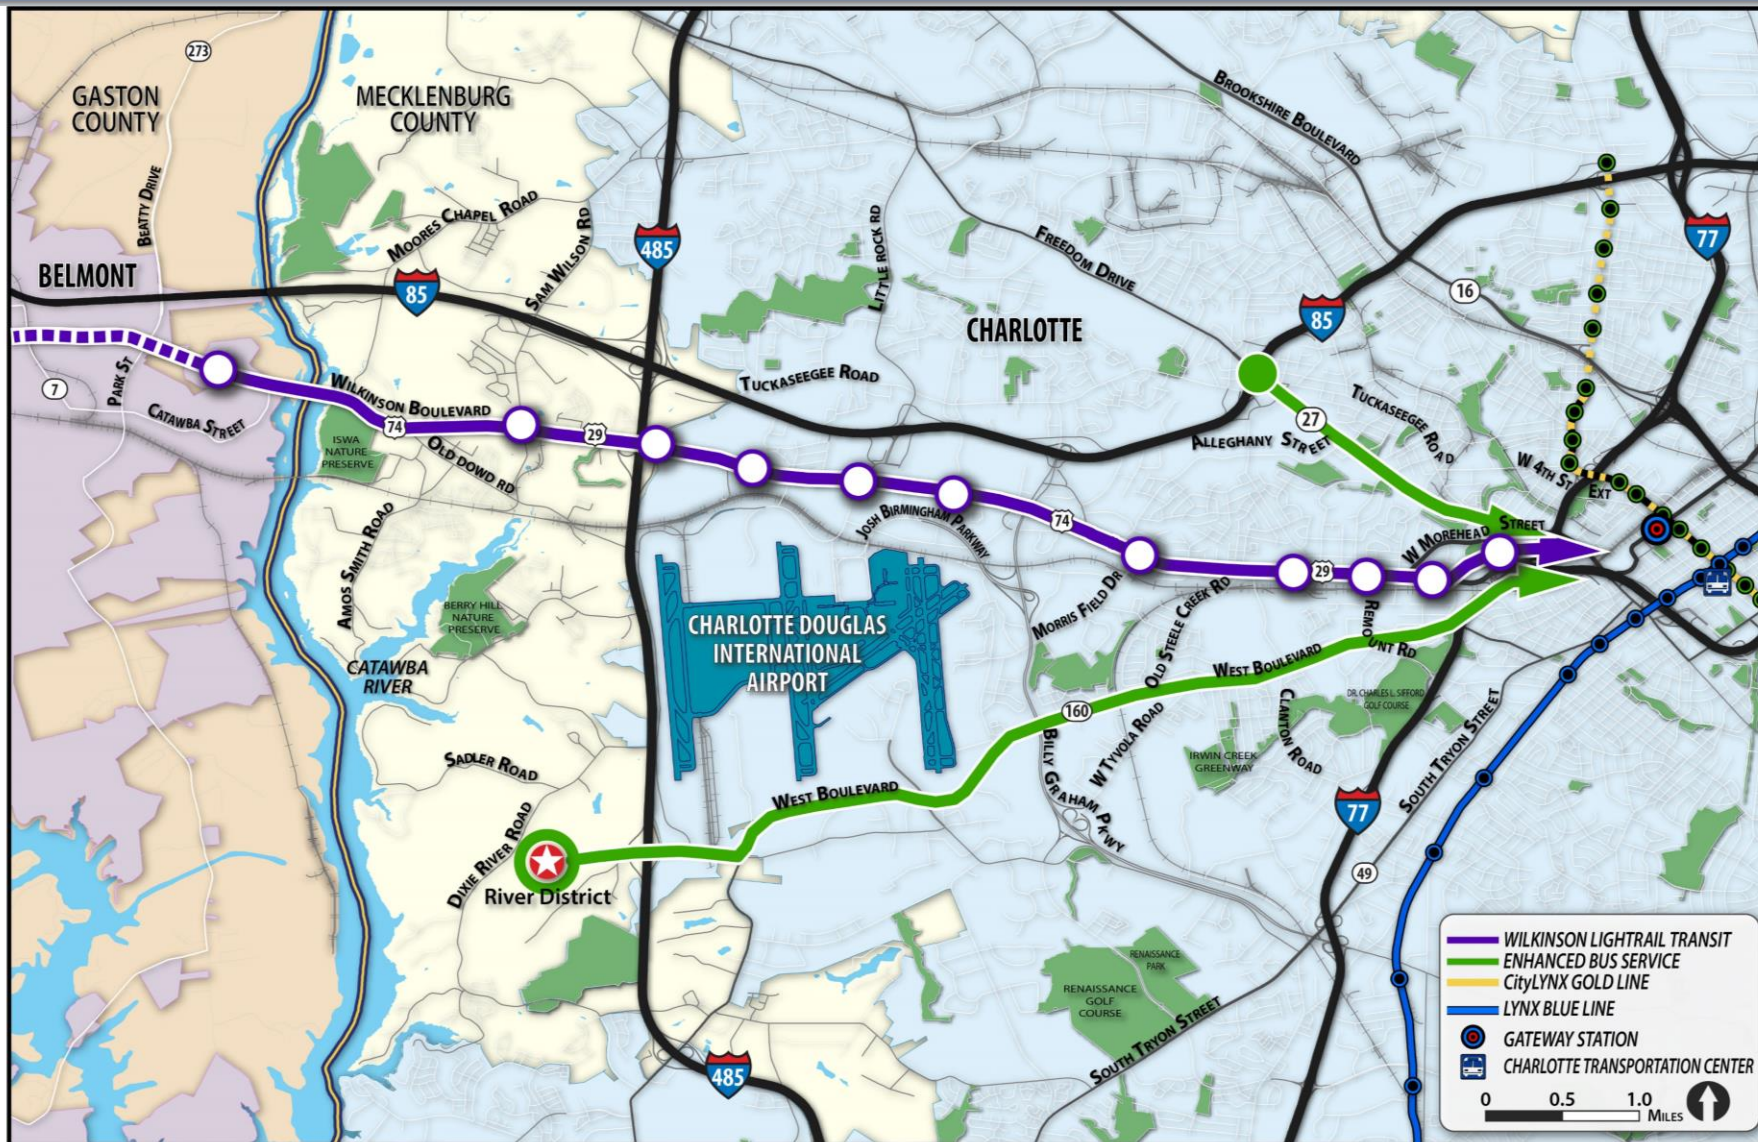 273
GASTON
COUNTY
MECKLENBURG
COUNTY
BROOKSHIRE BOULEVARD
BEATTY DRIVE
MOORES CHAPEL ROAD
SAM WILSON RD
LITTLE ROCK RD
FREEDOM DRIVE
485
77
BELMONT
85
16
85
CHARLOTTE
7
PARK ST
CATAWBA STREET
WILKINSON BOULEVARD
74
29
TUCKASEEGEE ROAD
27
TUCKASEEGEE ROAD
ALLEGHANY STREET
ISWA
NATURE
PRESERVE
OLD DOWD RD
W 4TH ST
EXT
JOSH BIRMINGHAM PARKWAY
74
W MOREHEAD STREET
AMOS SMITH ROAD
29
BERRY HILL
NATURE
PRESERVE
MORRIS FIELD DR
OLD STEELE CREEK RD
REMOUNT RD
CHARLOTTE DOUGLAS
INTERNATIONAL
AIRPORT
CATAWBA
RIVER
WEST BOULEVARD
160
CLANTON ROAD
DR. CHARLES L. SIFFORD
GOLF COURSE
SOUTH TRYON STREET
BILLY GRAHAM PKWY
W TYVOLA ROAD
IRWIN CREEK
GREENWAY
SADLER ROAD
WEST BOULEVARD
77
DIXIE RIVER ROAD
River District
49
RENAISSANCE
PARK
RENAISSANCE
GOLF
COURSE
SOUTH TRYON STREET
485
WILKINSON LIGHTRAIL TRANSIT
ENHANCED BUS SERVICE
CityLYNX GOLD LINE
LYNX BLUE LINE
GATEWAY STATION
CHARLOTTE TRANSPORTATION CENTER
0 0.5 1.0
MILES